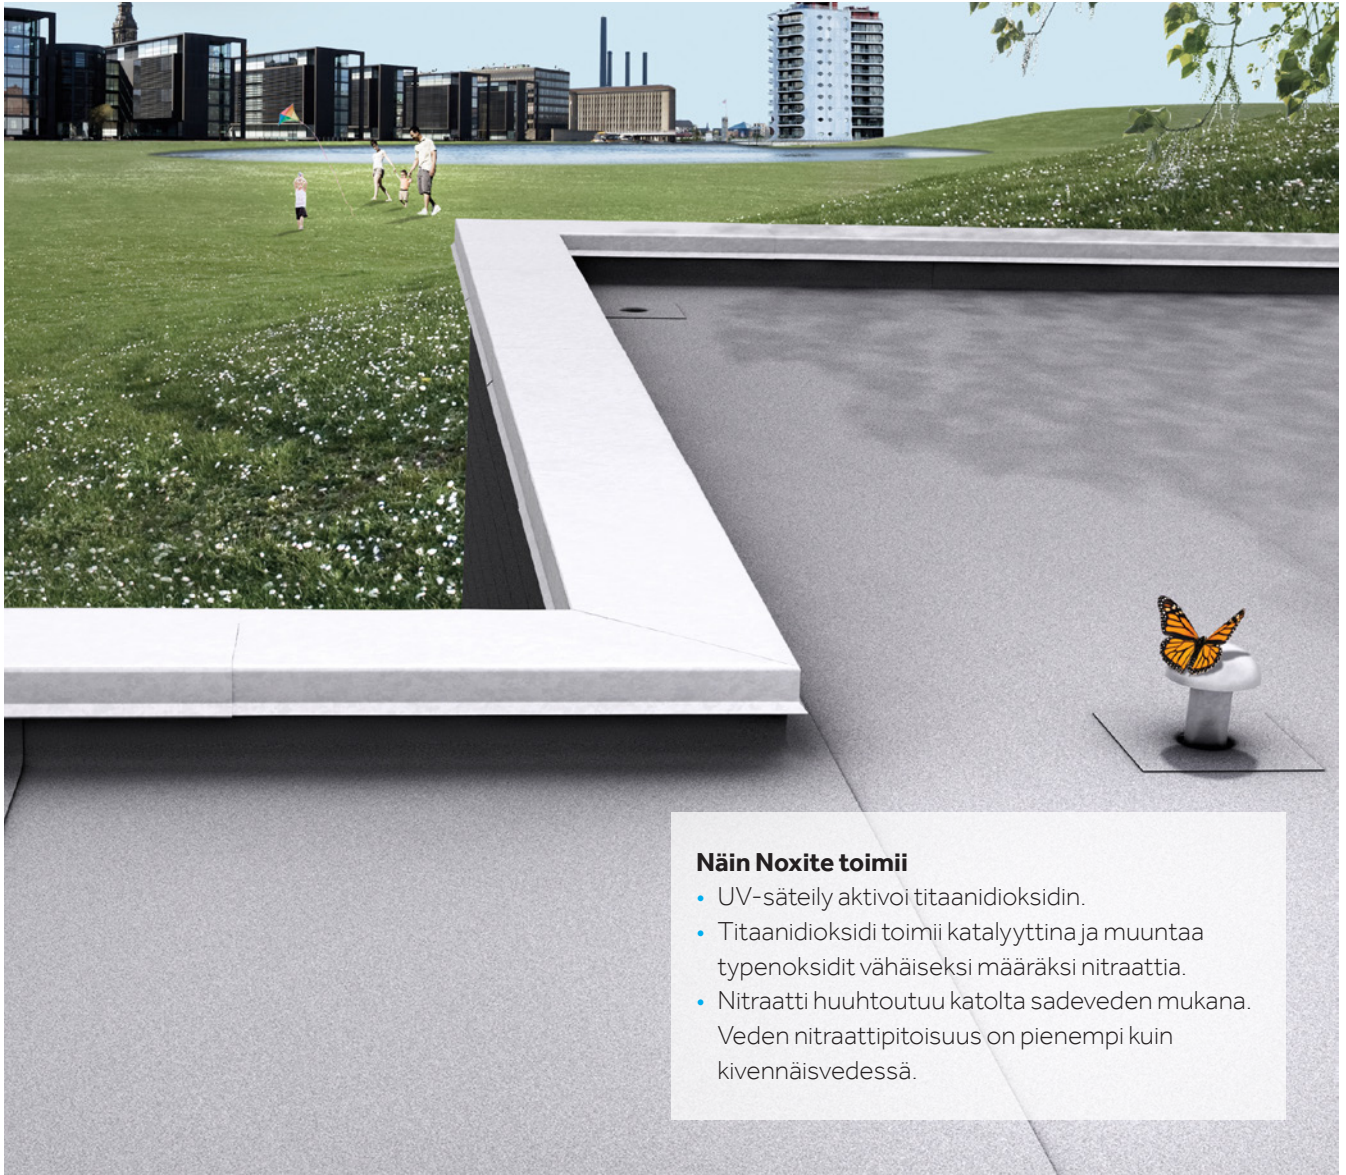 Näin Noxite toimii
• UV-säteily aktivoi titaanidioksidin.
• Titaanidioksidi toimii katalyyttina ja muuntaa
typenoksidit vähäiseksi määräksi nitraattia.
• Nitraatti huuhtoutuu katolta sadeveden mukana.
Veden nitraattipitoisuus on pienempi kuin
kivennäisvedessä.